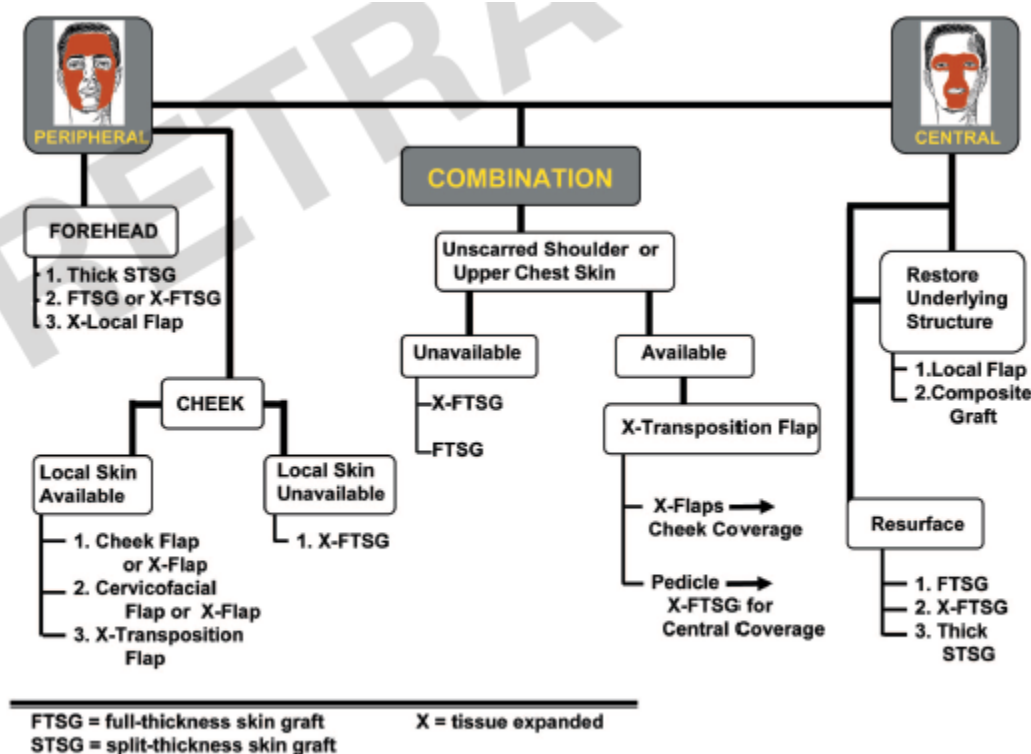 RETRA
PERIPHERAL
CENTRAL
COMBINATION
FOREHEAD
1. Thick STSG
2. FTSG or X-FTSG
3. X-Local Flap
Unscarred Shoulder or
Upper Chest Skin
Restore
Underlying
Structure
1.Local Flap
2.Composite
Graft
Unavailable
X-FTSG
FTSG
Available
X-Transposition Flap
X-Flaps
Cheek Coverage
Pedicle
X-FTSG for
Central Coverage
CHEEK
Local Skin
Available
1. Cheek Flap
or X-Flap
2. Cervicofacial
Flap or X-Flap
3. X-Transposition
Flap
Local Skin
Unavailable
1. X-FTSG
Resurface
1. FTSG
2. X-FTSG
3. Thick
STSG
FTSG = full-thickness skin graft
X = tissue expanded
STSG = split-thickness skin graft